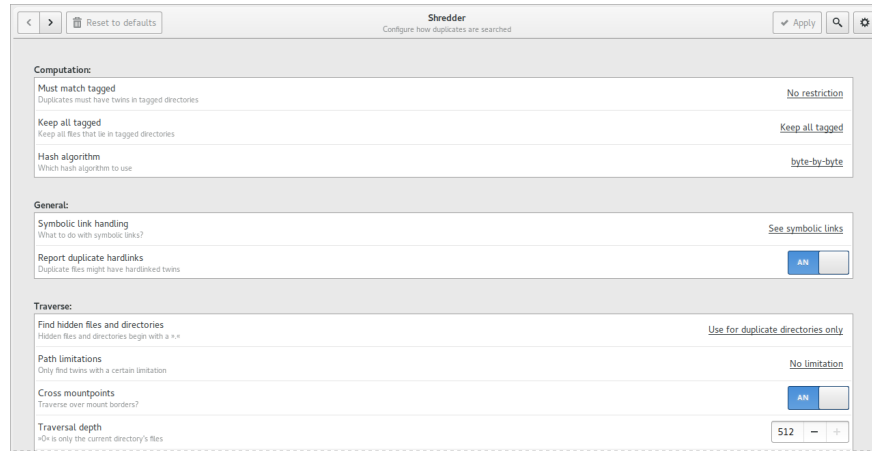 Reset to defaults
Shredder
Configure how duplicates are searched
Apply
Computation:
Must match tagged
Duplicates must have twins in tagged directories
No restriction
Keep all tagged
Keep all files that lie in tagged directories
Keep all tagged
Hash algorithm
Which hash algorithm to use
byte-by-byte
General:
Symbolic link handling
What to do with symbolic links?
See symbolic links
Report duplicate hardlinks
Duplicate files might have hardlinked twins
AN
Traverse:
Find hidden files and directories
Hidden files and directories begin with a ».«
Use for duplicate directories only
Path limitations
Only find twins with a certain limitation
No limitation
Cross mountpoints
Traverse over mount borders?
AN
Traversal depth
»0« is only the current directory's files
512 − +